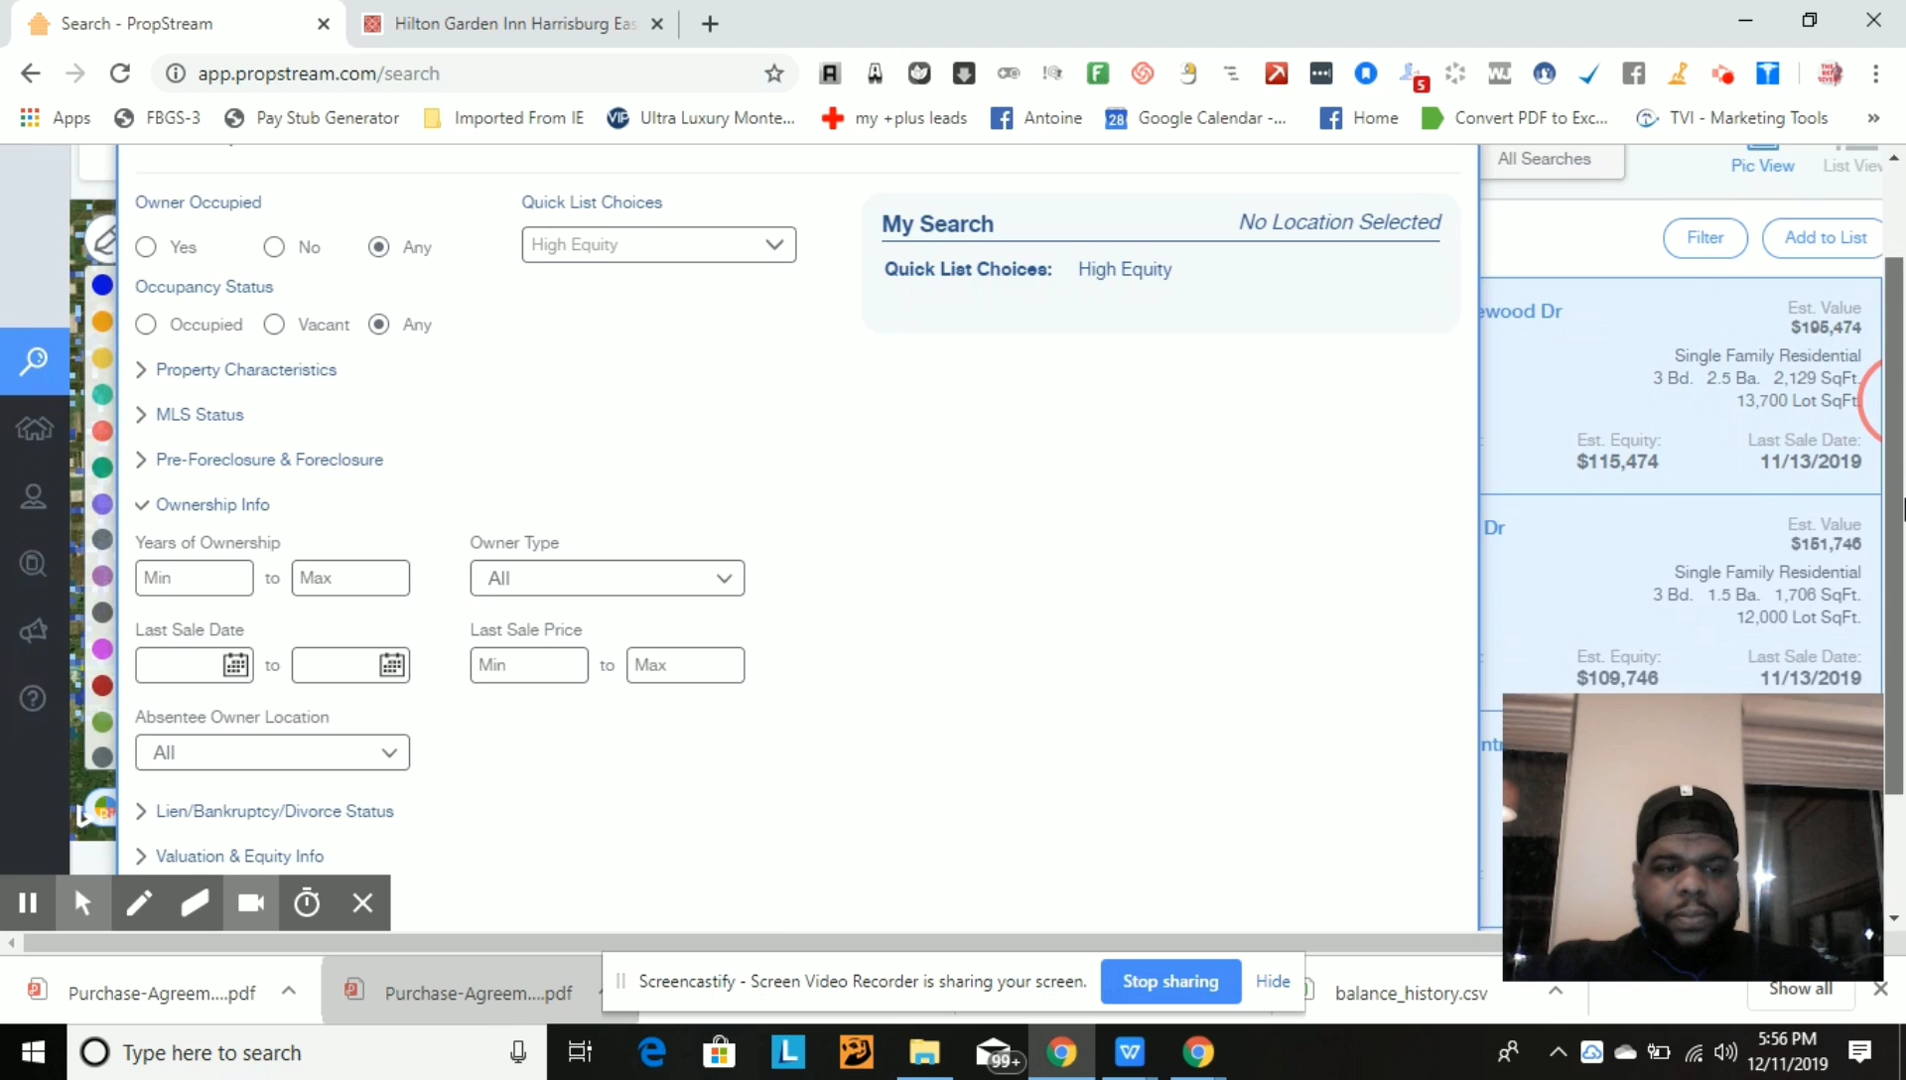 Search - PropStream
Hilton Garden Inn Harrisburg Eas
app.propstream.com/search
5
Apps
FBGS-3
Pay Stub Generator
Imported From IE
VIP
Ultra Luxury Monte...
my +plus leads
Antoine
28
Google Calendar -...
Home
Convert PDF to Exc...
TVI - Marketing Tools
»
All Searches
Pic View
List View
Owner Occupied
Yes
No
Any
Quick List Choices
High Equity
My Search
No Location Selected
Quick List Choices: High Equity
Filter
Add to List
Occupancy Status
Occupied
Vacant
Any
Property Characteristics
MLS Status
Pre-Foreclosure & Foreclosure
Ownership Info
Years of Ownership
Min
to
Max
Owner Type
All
Last Sale Date
to
Last Sale Price
Min
to
Max
Absentee Owner Location
All
Lien/Bankruptcy/Divorce Status
Valuation & Equity Info
ewood Dr
Est. Value
$195,474
Single Family Residential
3 Bd. 2.5 Ba. 2,129 SqFt.
13,700 Lot SqFt.
Est. Equity:
$115,474
Last Sale Date:
11/13/2019
Dr
Est. Value
$151,746
Single Family Residential
3 Bd. 1.5 Ba. 1,706 SqFt.
12,000 Lot SqFt.
Est. Equity:
$109,746
Last Sale Date:
11/13/2019
Purchase-Agreem....pdf
Purchase-Agreem....pdf
Screencastify - Screen Video Recorder is sharing your screen.
Stop sharing
Hide
balance_history.csv
Show all
Type here to search
99+
5:56 PM
12/11/2019